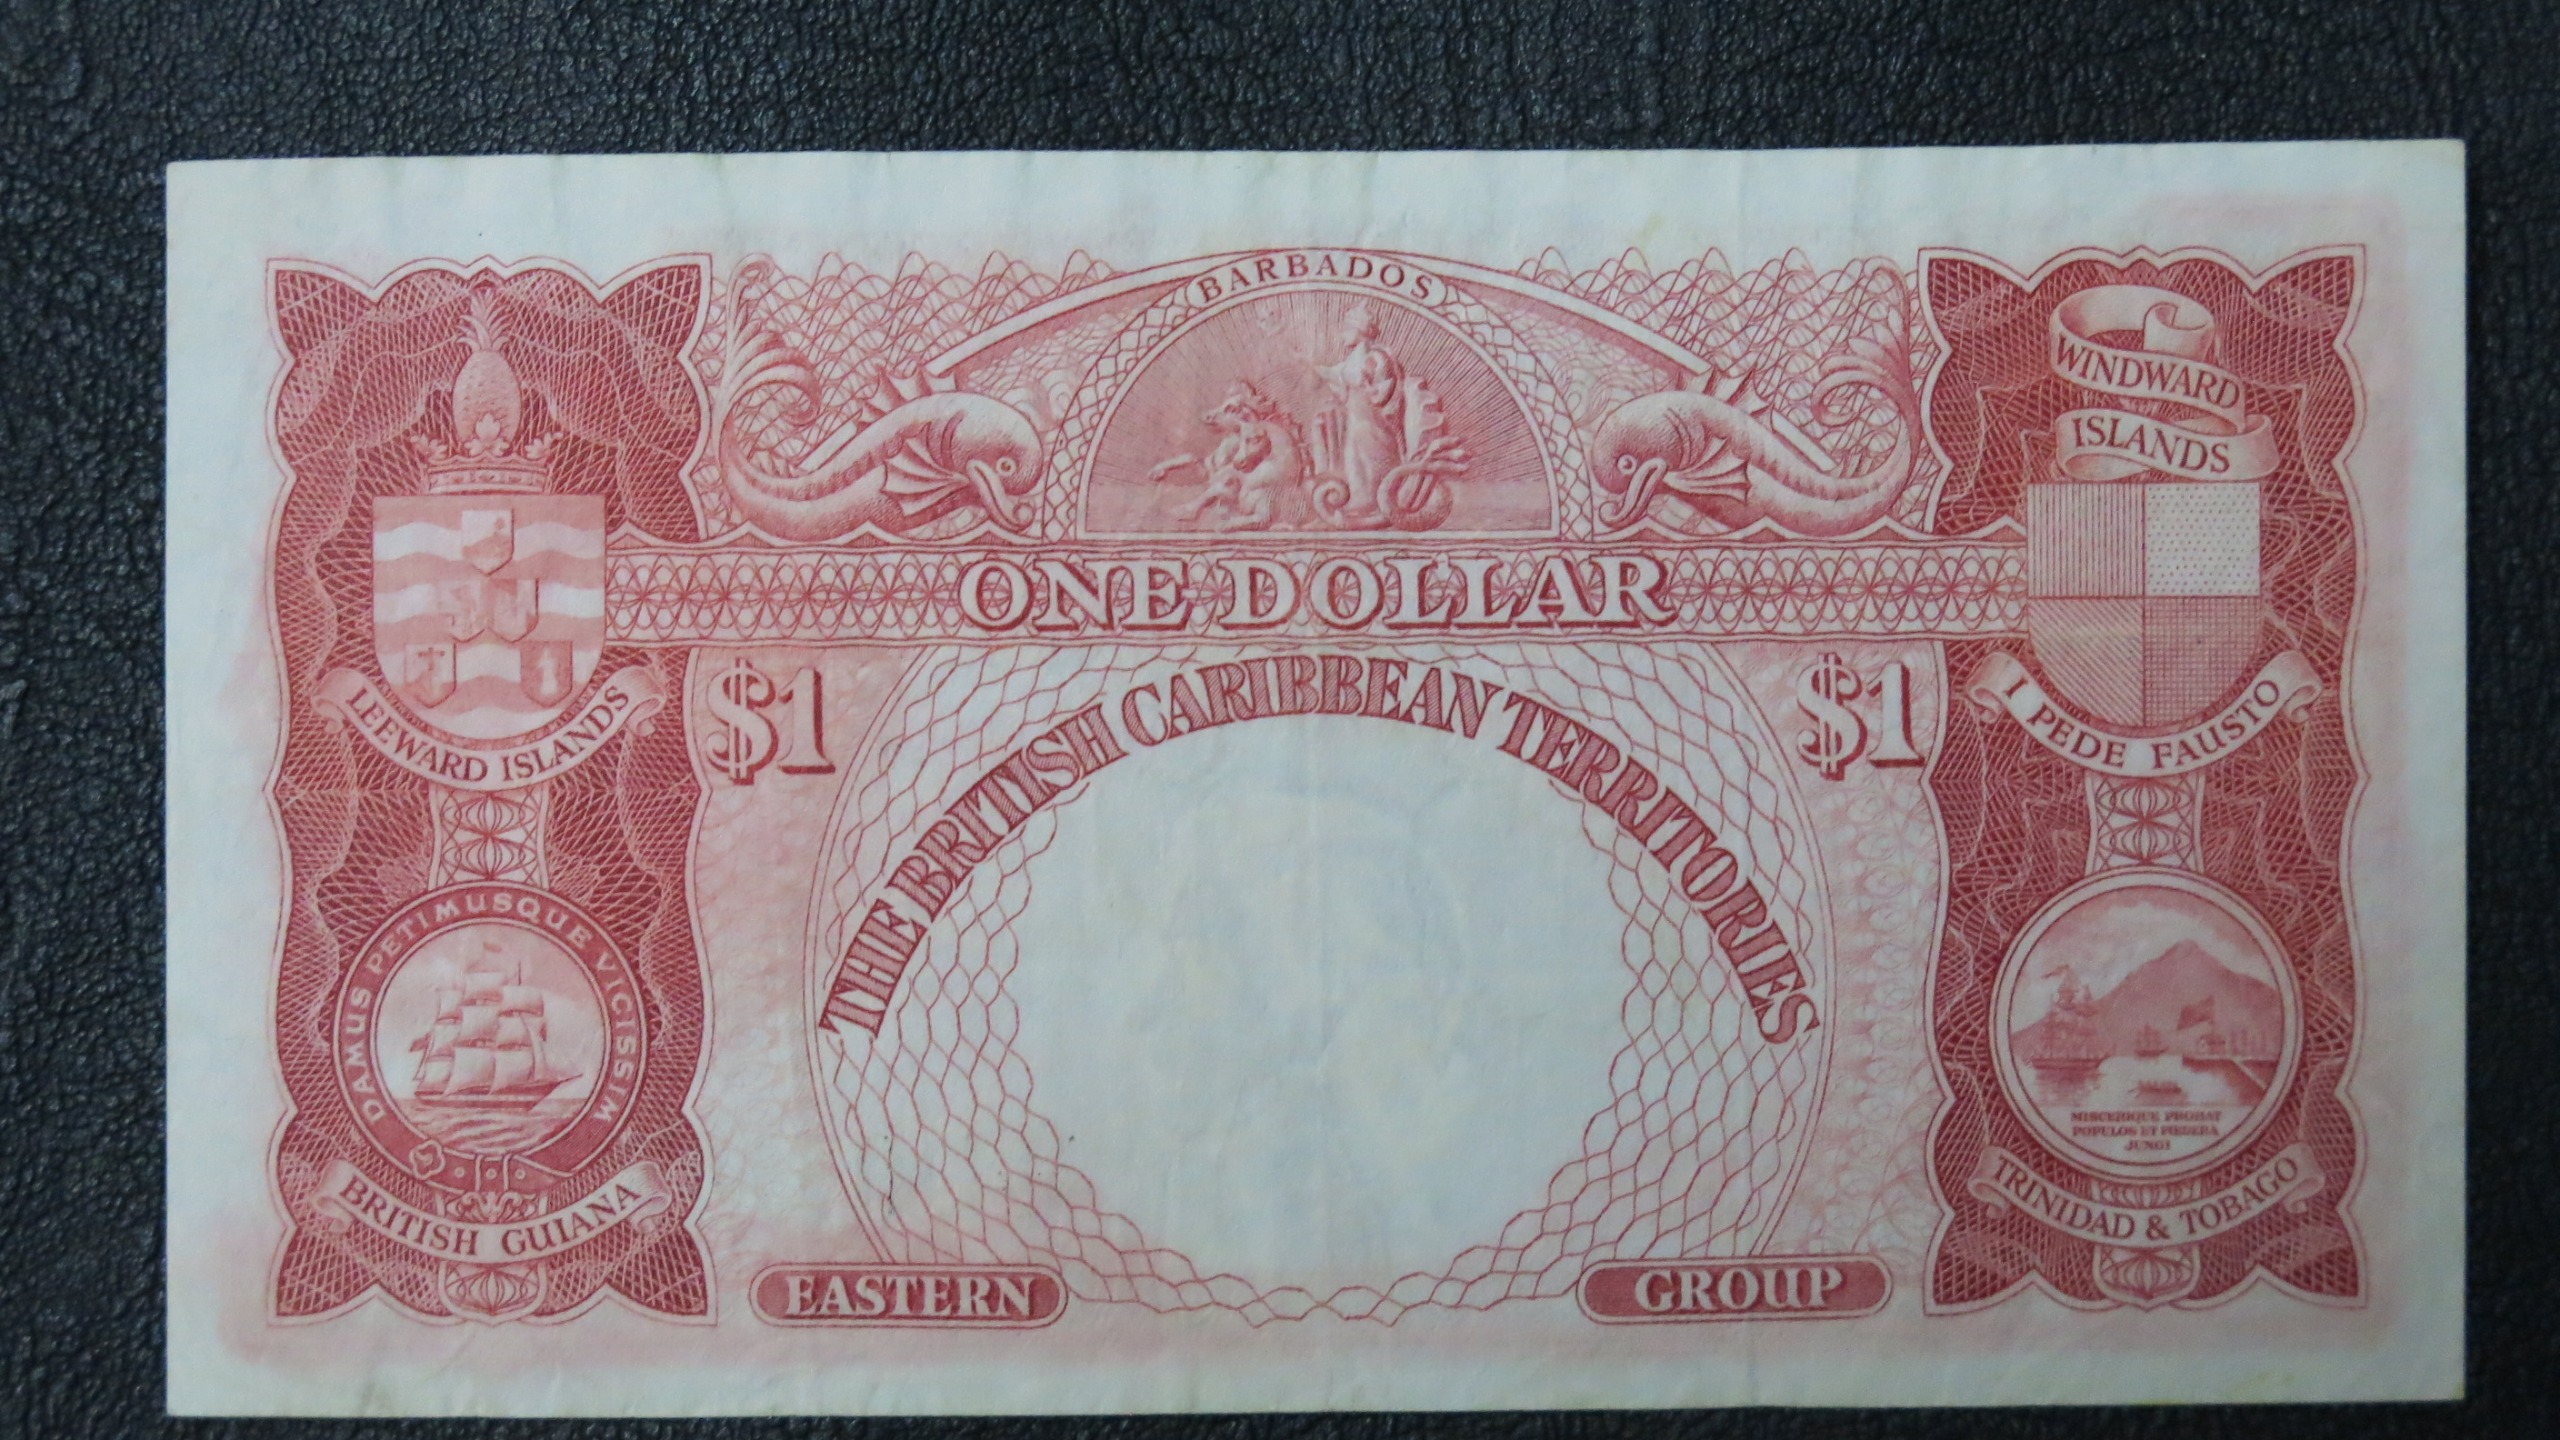 BARBADOS
WINDWARD
ISLANDS
ONE DOLLAR
LEEWARD ISLANDS
$1
THE BRITISH CARIBBEAN TERRITORIES
$1
I PEDE FAUSTO
DAMUS PETIMUSQUE VICISSIM
BRITISH GUIANA
MISCERIQUE PROBAT
POPULOS ET FŒDERA
JUNGI
TRINIDAD & TOBAGO
EASTERN
GROUP